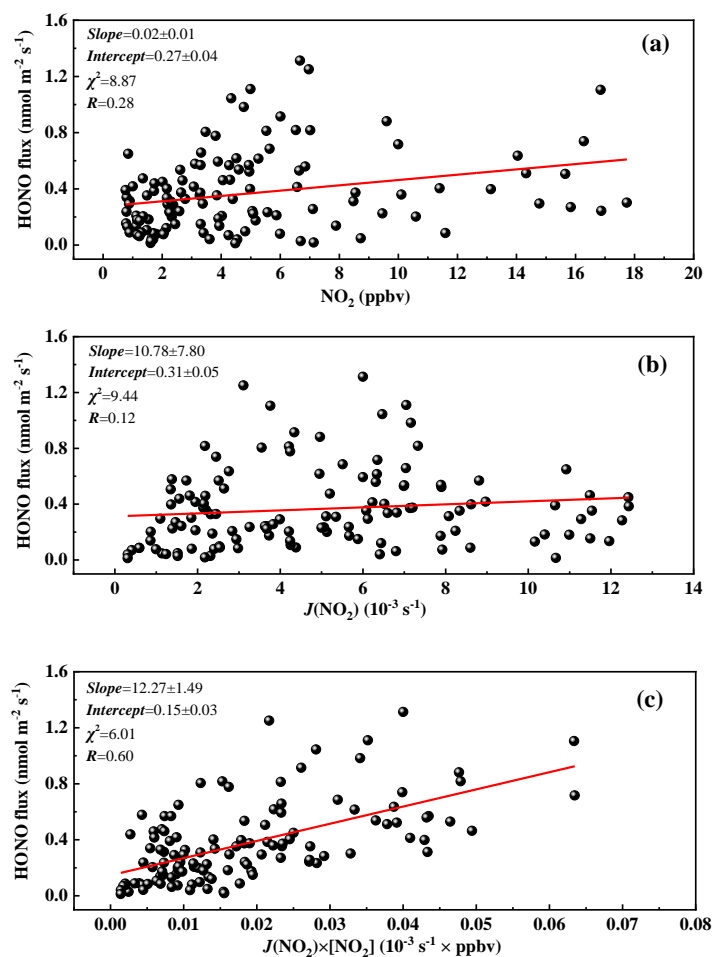 Slope=0.02±0.01
Intercept=0.27±0.04
χ²=8.87
R=0.28
(a)
HONO flux (nmol m⁻² s⁻¹)
1.6
1.2
0.8
0.4
0.0
0 2 4 6 8 10 12 14 16 18 20
NO₂ (ppbv)
Slope=10.78±7.80
Intercept=0.31±0.05
χ²=9.44
R=0.12
(b)
HONO flux (nmol m⁻² s⁻¹)
1.6
1.2
0.8
0.4
0.0
0 2 4 6 8 10 12 14
J(NO₂) (10⁻³ s⁻¹)
Slope=12.27±1.49
Intercept=0.15±0.03
χ²=6.01
R=0.60
(c)
HONO flux (nmol m⁻² s⁻¹)
1.6
1.2
0.8
0.4
0.0
0.00 0.01 0.02 0.03 0.04 0.05 0.06 0.07 0.08
J(NO₂)×[NO₂] (10⁻³ s⁻¹ × ppbv)